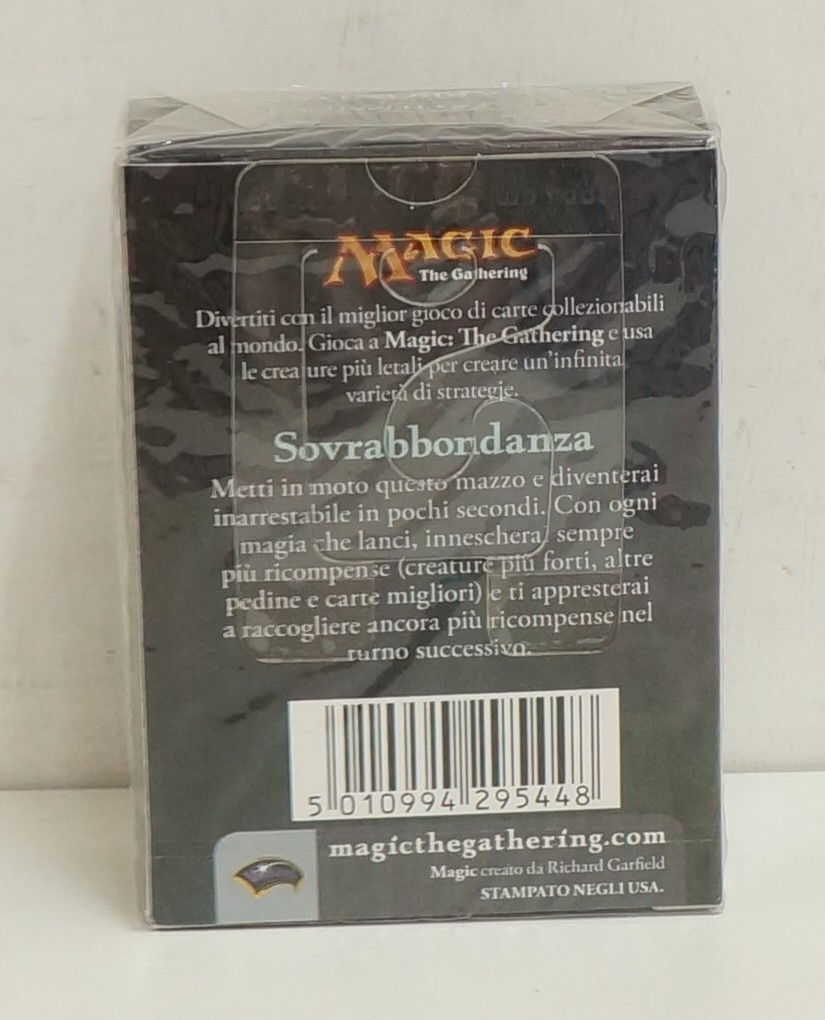 MAGIC
The Gathering
Divertiti con il miglior gioco di carte collezionabili
al mondo. Gioca a Magic: The Gathering e usa
le creature più letali per creare un'infinita
varietà di strategie.
Sovrabbondanza
Metti in moto questo mazzo e diventerai
inarrestabile in pochi secondi. Con ogni
magia che lanci, innescherai sempre
più ricompense (creature più forti, altre
pedine e carte migliori) e ti appresterai
a raccogliere ancora più ricompense nel
turno successivo.
5 010994 295448
magicthegathering.com
Magic creato da Richard Garfield
STAMPATO NEGLI USA.